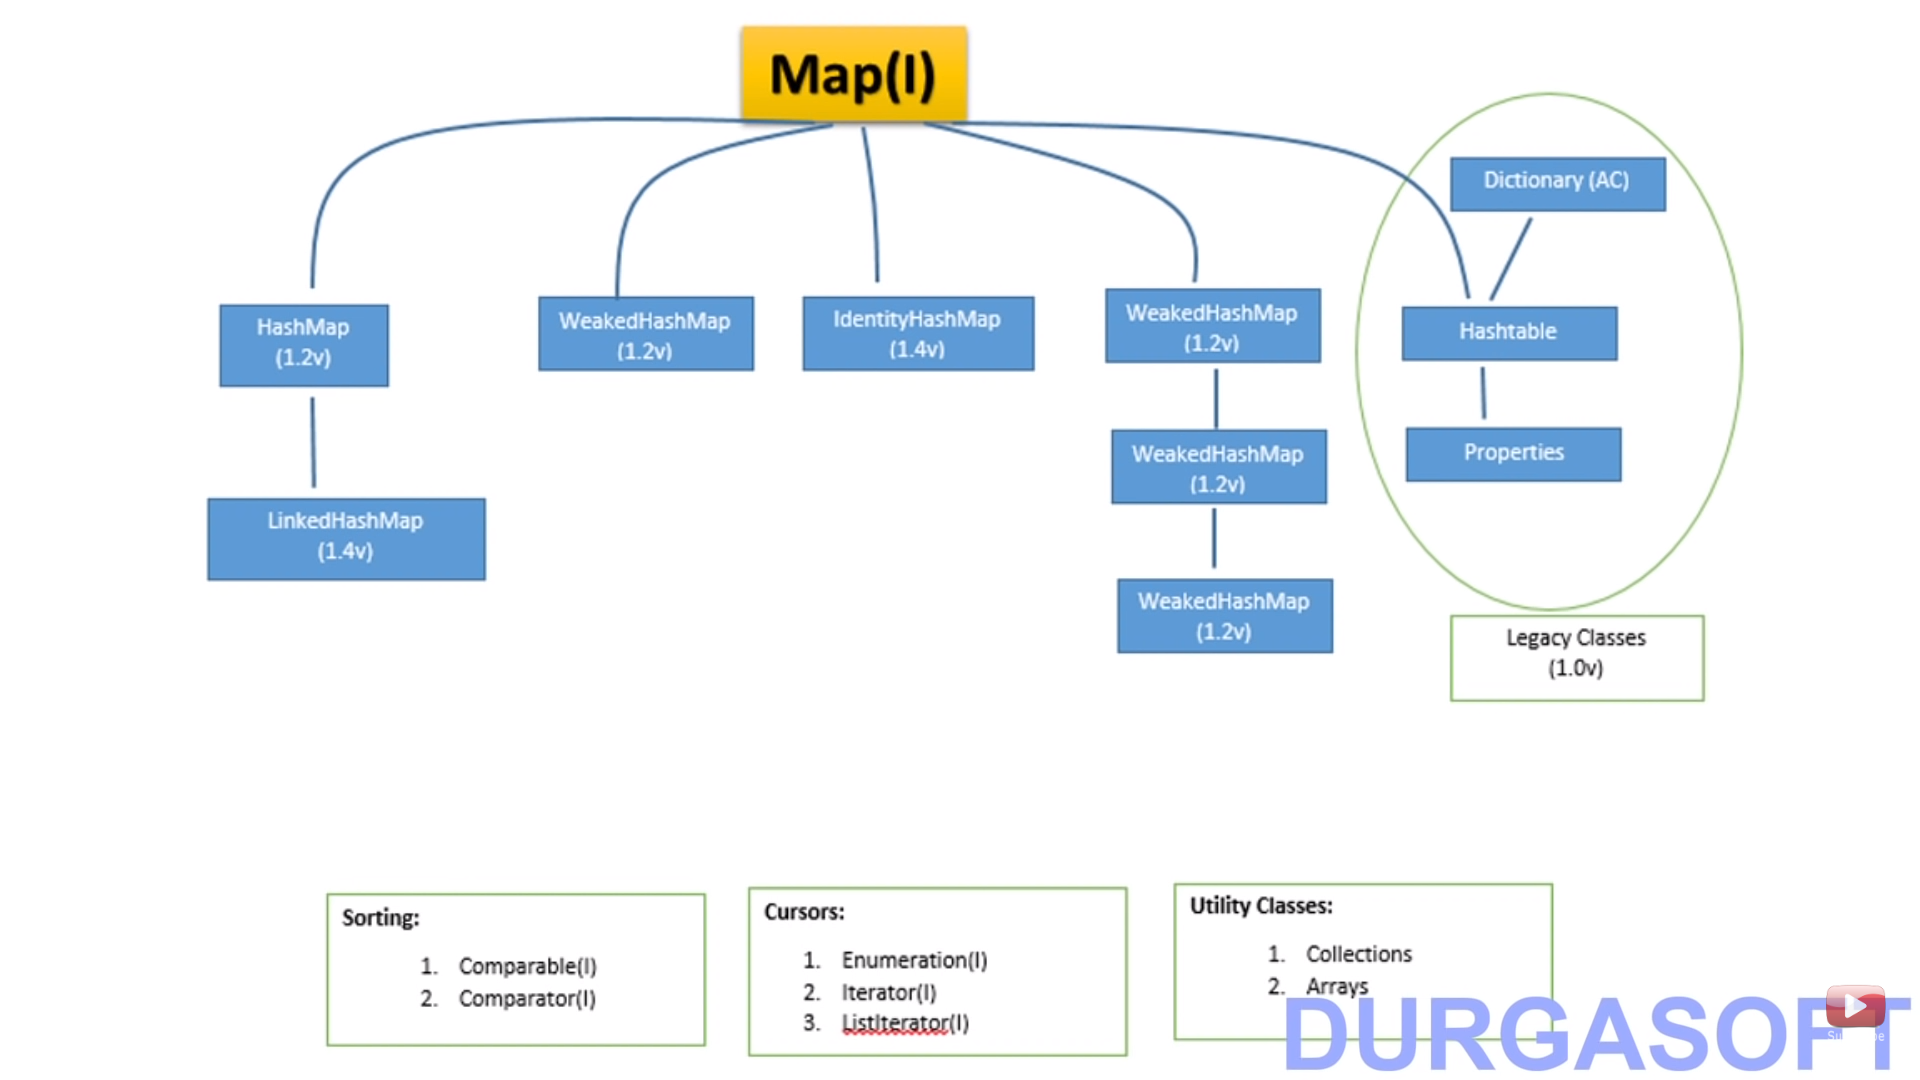 Map(I)
Dictionary (AC)
HashMap
(1.2v)
WeakedHashMap
(1.2v)
IdentityHashMap
(1.4v)
WeakedHashMap
(1.2v)
Hashtable
WeakedHashMap
(1.2v)
Properties
LinkedHashMap
(1.4v)
WeakedHashMap
(1.2v)
Legacy Classes
(1.0v)
Sorting:
1. Comparable(I)
2. Comparator(I)
Cursors:
1. Enumeration(I)
2. Iterator(I)
3. ListIterator(I)
Utility Classes:
1. Collections
2. Arrays
DURGASOFT